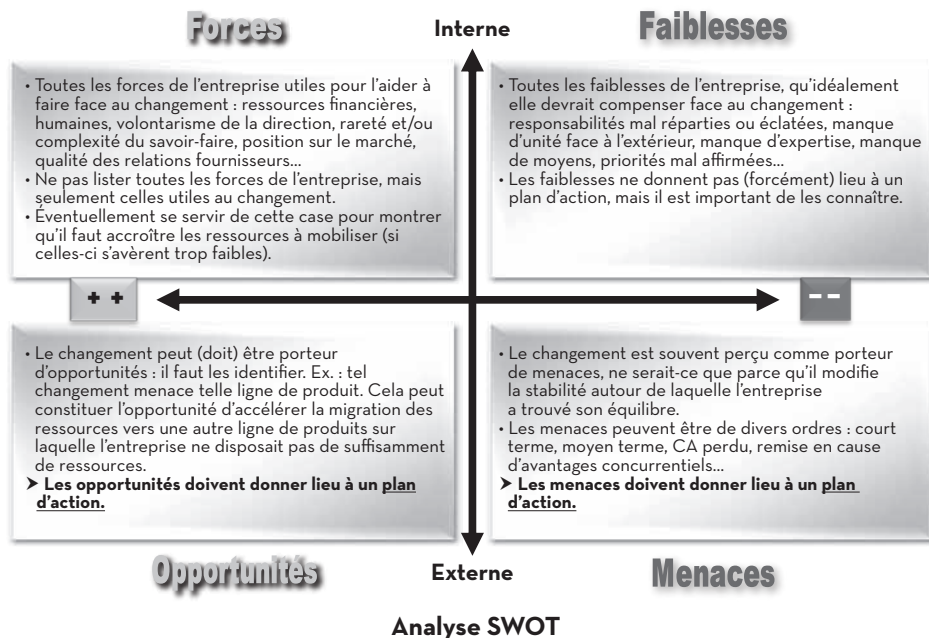 Forces
Interne
Faiblesses
• Toutes les forces de l'entreprise utiles pour l'aider à
faire face au changement : ressources financières,
humaines, volontarisme de la direction, rareté et/ou
complexité du savoir-faire, position sur le marché,
qualité des relations fournisseurs...
• Ne pas lister toutes les forces de l'entreprise, mais
seulement celles utiles au changement.
• Éventuellement se servir de cette case pour montrer
qu'il faut accroître les ressources à mobiliser (si
celles-ci s'avèrent trop faibles).
• Toutes les faiblesses de l'entreprise, qu'idéalement
elle devrait compenser face au changement :
responsabilités mal réparties ou éclatées, manque
d'unité face à l'extérieur, manque d'expertise, manque
de moyens, priorités mal affirmées...
• Les faiblesses ne donnent pas (forcément) lieu à un
plan d'action, mais il est important de les connaître.
+ +
– –
• Le changement peut (doit) être porteur
d'opportunités : il faut les identifier. Ex. : tel
changement menace telle ligne de produit. Cela peut
constituer l'opportunité d'accélérer la migration des
ressources vers une autre ligne de produits sur
laquelle l'entreprise ne disposait pas de suffisamment
de ressources.
➤ Les opportunités doivent donner lieu à un plan
d'action.
• Le changement est souvent perçu comme porteur
de menaces, ne serait-ce que parce qu'il modifie
la stabilité autour de laquelle l'entreprise
a trouvé son équilibre.
• Les menaces peuvent être de divers ordres : court
terme, moyen terme, CA perdu, remise en cause
d'avantages concurrentiels...
➤ Les menaces doivent donner lieu à un plan
d'action.
Opportunités
Externe
Menaces
Analyse SWOT